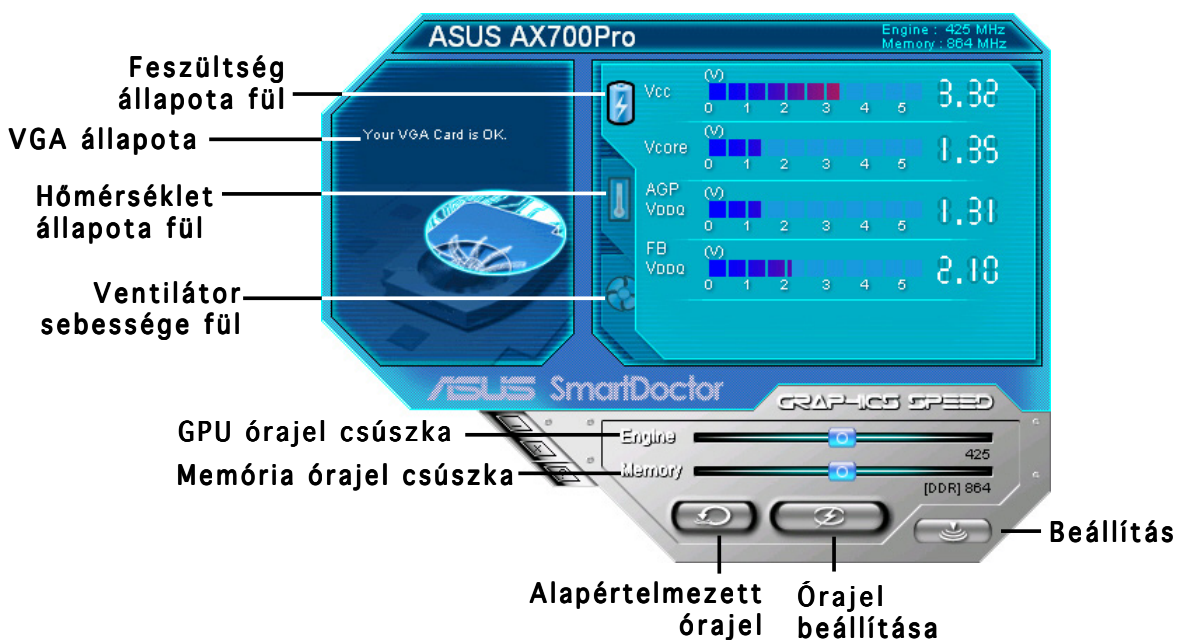 ASUS AX700Pro
Engine : 425 MHz
Memory : 864 MHz
Feszültség
állapota fül
VGA állapota
Hőmérséklet
állapota fül
Ventilátor
sebessége fül
Your VGA Card is OK.
Vcc
(V)
0 1 2 3 4 5
3.32
Vcore
(V)
0 1 2 3 4 5
1.35
AGP
VDDQ
(V)
0 1 2 3 4 5
1.31
FB
VDDQ
(V)
0 1 2 3 4 5
2.10
ASUS SmartDoctor
GRAPHICS SPEED
GPU órajel csúszka
Engine
425
Memória órajel csúszka
Memory
[DDR] 864
Beállítás
Alapértelmezett
órajel
Órajel
beállítása